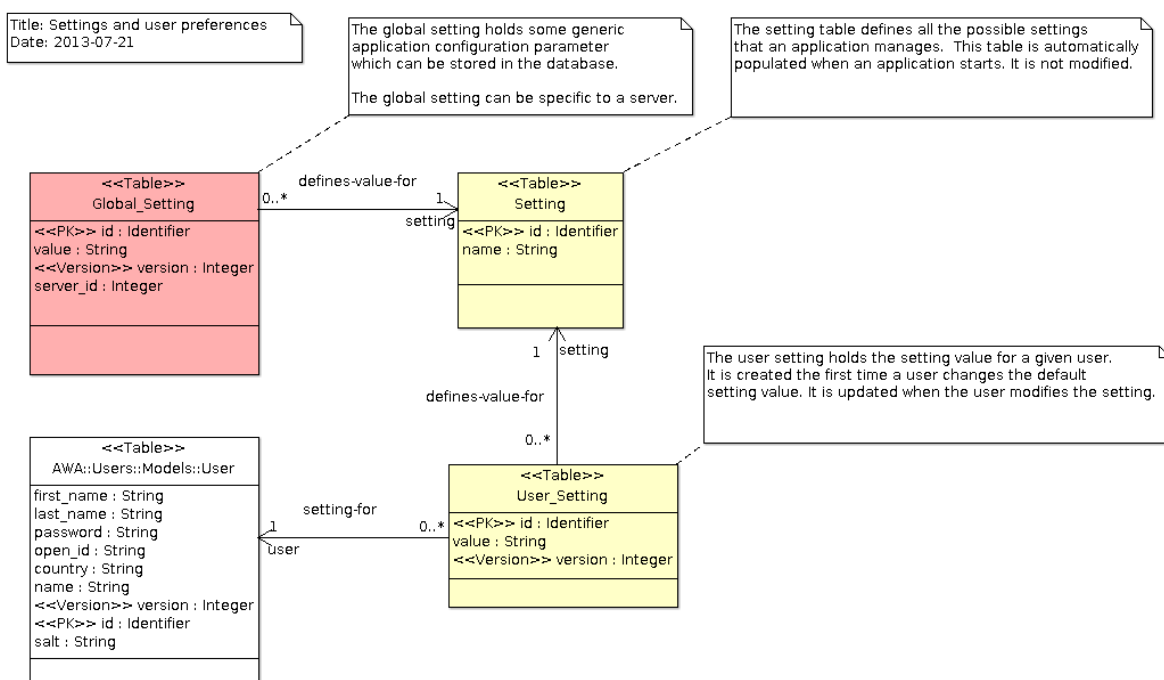 Title: Settings and user preferences
Date: 2013-07-21
The global setting holds some generic
application configuration parameter
which can be stored in the database.
The global setting can be specific to a server.
The setting table defines all the possible settings
that an application manages.  This table is automatically
populated when an application starts. It is not modified.
<<Table>>
Global_Setting
<<PK>> id : Identifier
value : String
<<Version>> version : Integer
server_id : Integer
defines-value-for
0..*
1
setting
<<Table>>
Setting
<<PK>> id : Identifier
name : String
1
setting
defines-value-for
0..*
The user setting holds the setting value for a given user.
It is created the first time a user changes the default
setting value. It is updated when the user modifies the setting.
<<Table>>
AWA::Users::Models::User
first_name : String
last_name : String
password : String
open_id : String
country : String
name : String
<<Version>> version : Integer
<<PK>> id : Identifier
salt : String
setting-for
1
0..*
user
<<Table>>
User_Setting
<<PK>> id : Identifier
value : String
<<Version>> version : Integer